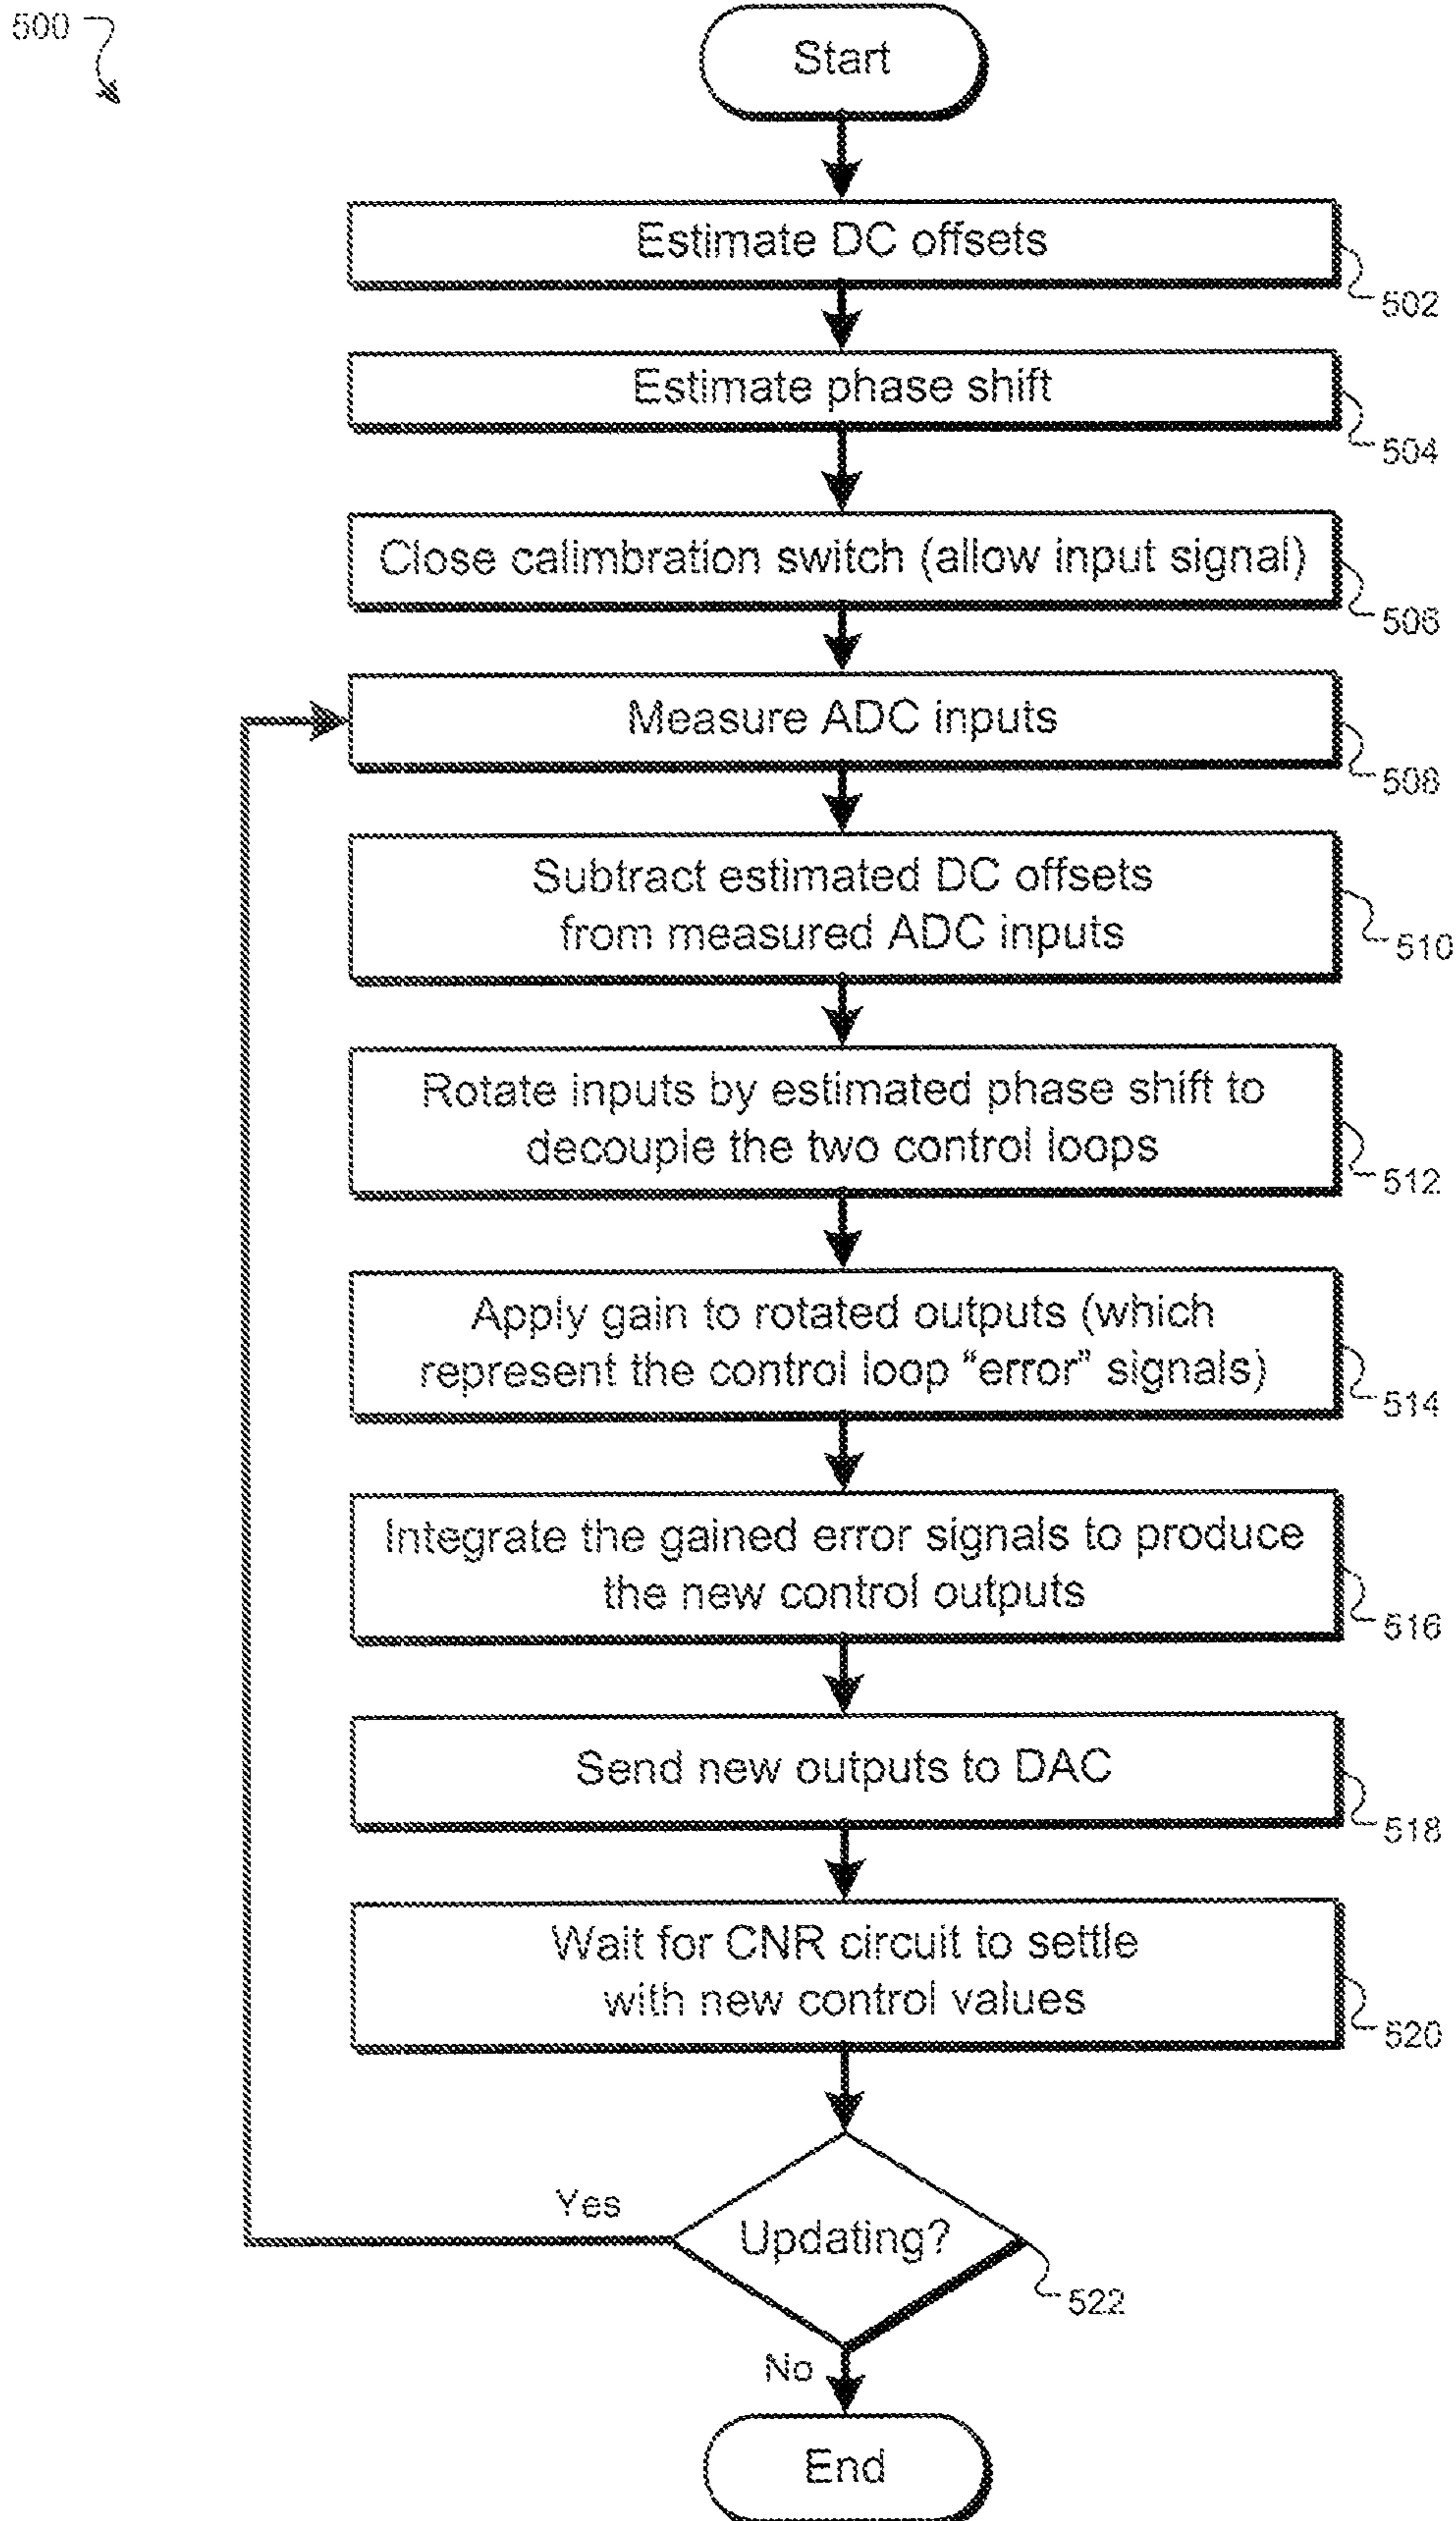 500
Start
Estimate DC offsets
502
Estimate phase shift
504
Close calimbration switch (allow input signal)
506
Measure ADC inputs
508
Subtract estimated DC offsets
from measured ADC inputs
510
Rotate inputs by estimated phase shift to
decouple the two control loops
512
Apply gain to rotated outputs (which
represent the control loop “error” signals)
514
Integrate the gained error signals to produce
the new control outputs
516
Send new outputs to DAC
518
Wait for CNR circuit to settle
with new control values
520
Yes
Updating?
522
No
End